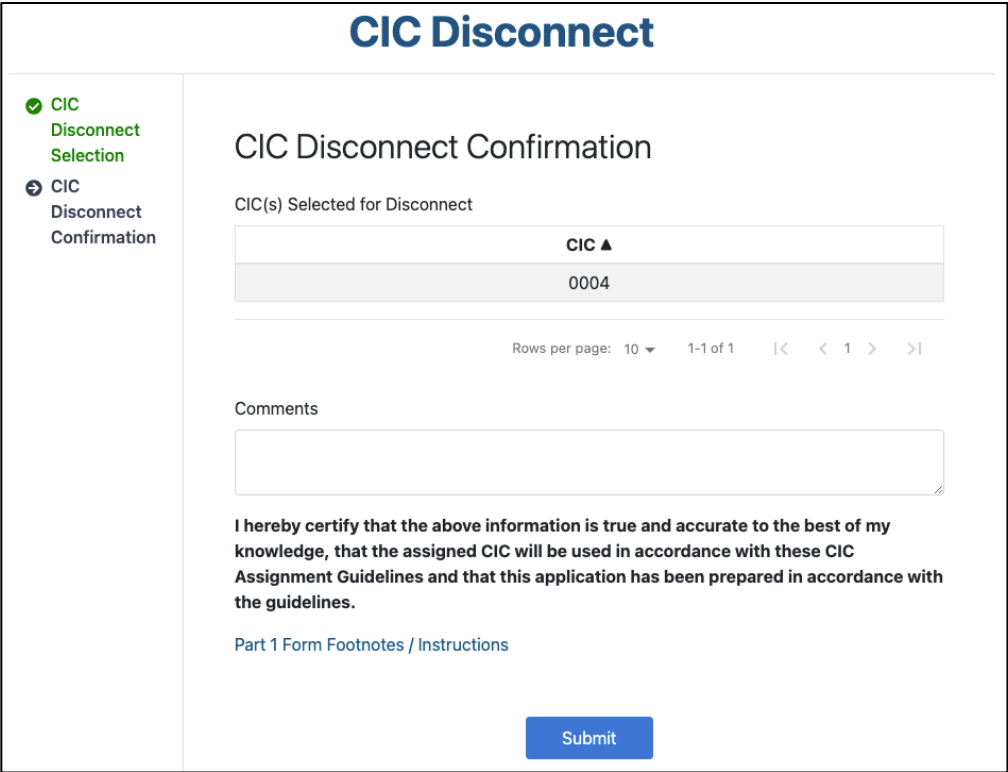 CIC Disconnect
CIC
Disconnect
Selection
CIC
Disconnect
Confirmation
CIC Disconnect Confirmation
CIC(s) Selected for Disconnect
CIC ▲
0004
Rows per page: 10 1-1 of 1 |< < 1 > >|
Comments
I hereby certify that the above information is true and accurate to the best of my
knowledge, that the assigned CIC will be used in accordance with these CIC
Assignment Guidelines and that this application has been prepared in accordance with
the guidelines.
Part 1 Form Footnotes / Instructions
Submit